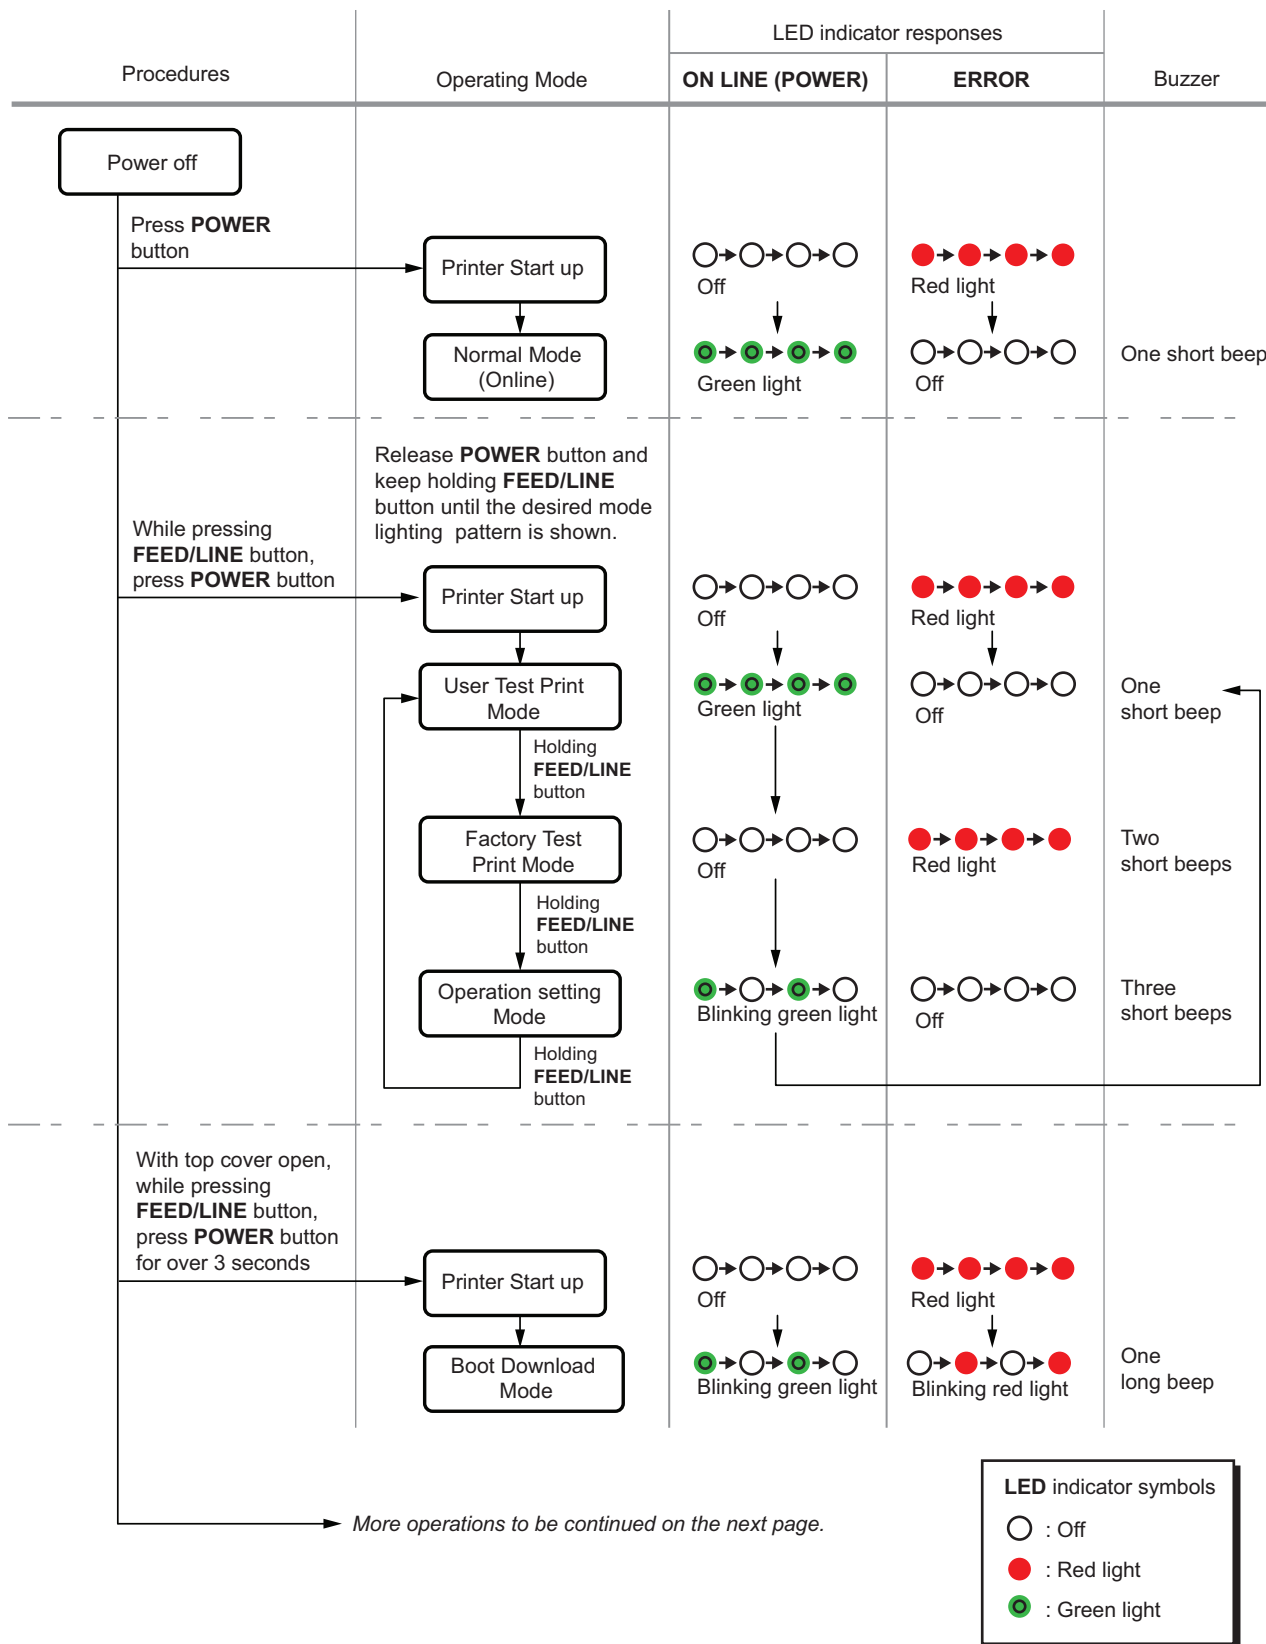 LED indicator responses
Procedures
Operating Mode
ON LINE (POWER)
ERROR
Buzzer
Power off
Press POWER
button
Printer Start up
Off
Red light
Normal Mode
(Online)
Green light
Off
One short beep
Release POWER button and
keep holding FEED/LINE
button until the desired mode
lighting pattern is shown.
While pressing
FEED/LINE button,
press POWER button
Printer Start up
Off
Red light
User Test Print
Mode
Green light
Off
One
short beep
Holding
FEED/LINE
button
Factory Test
Print Mode
Off
Red light
Two
short beeps
Holding
FEED/LINE
button
Operation setting
Mode
Blinking green light
Off
Three
short beeps
Holding
FEED/LINE
button
With top cover open,
while pressing
FEED/LINE button,
press POWER button
for over 3 seconds
Printer Start up
Off
Red light
Boot Download
Mode
Blinking green light
Blinking red light
One
long beep
More operations to be continued on the next page.
LED indicator symbols
: Off
: Red light
: Green light